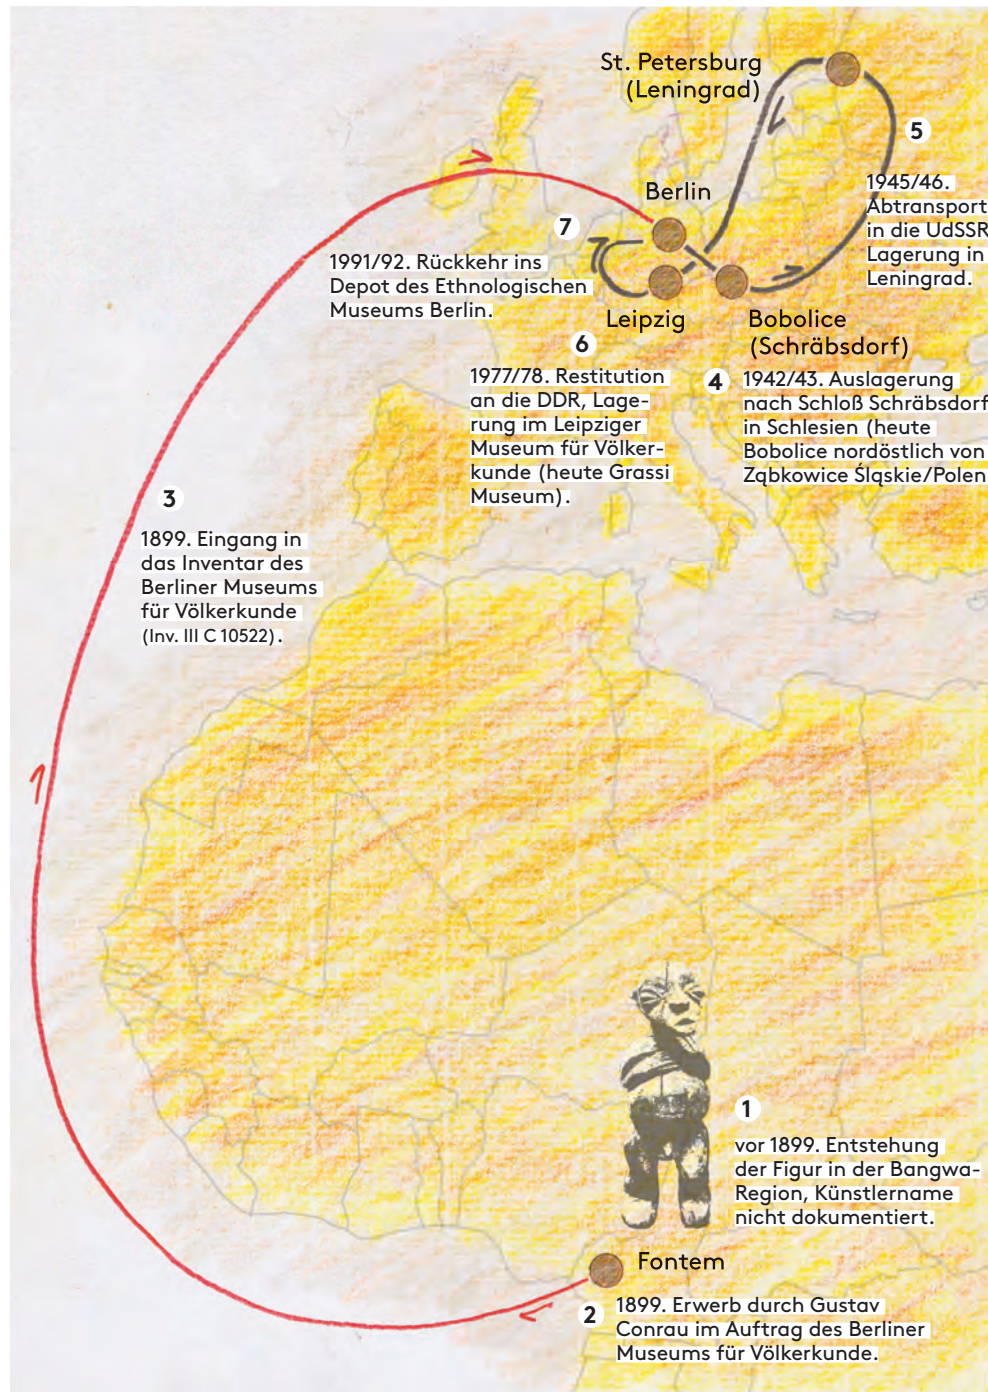 St. Petersburg
(Leningrad)
5
1945/46.
Abtransport
in die UdSSR
Lagerung in
Leningrad.
Berlin
7
1991/92. Rückkehr ins
Depot des Ethnologischen
Museums Berlin.
Leipzig
6
1977/78. Restitution
an die DDR, Lage-
rung im Leipziger
Museum für Völker-
kunde (heute Grassi
Museum).
Bobolice
(Schräbsdorf)
4
1942/43. Auslagerung
nach Schloß Schräbsdorf
in Schlesien (heute
Bobolice nordöstlich von
Ząbkowice Śląskie/Polen
3
1899. Eingang in
das Inventar des
Berliner Museums
für Völkerkunde
(Inv. III C 10522).
1
vor 1899. Entstehung
der Figur in der Bangwa-
Region, Künstlername
nicht dokumentiert.
Fontem
2
1899. Erwerb durch Gustav
Conrau im Auftrag des Berliner
Museums für Völkerkunde.